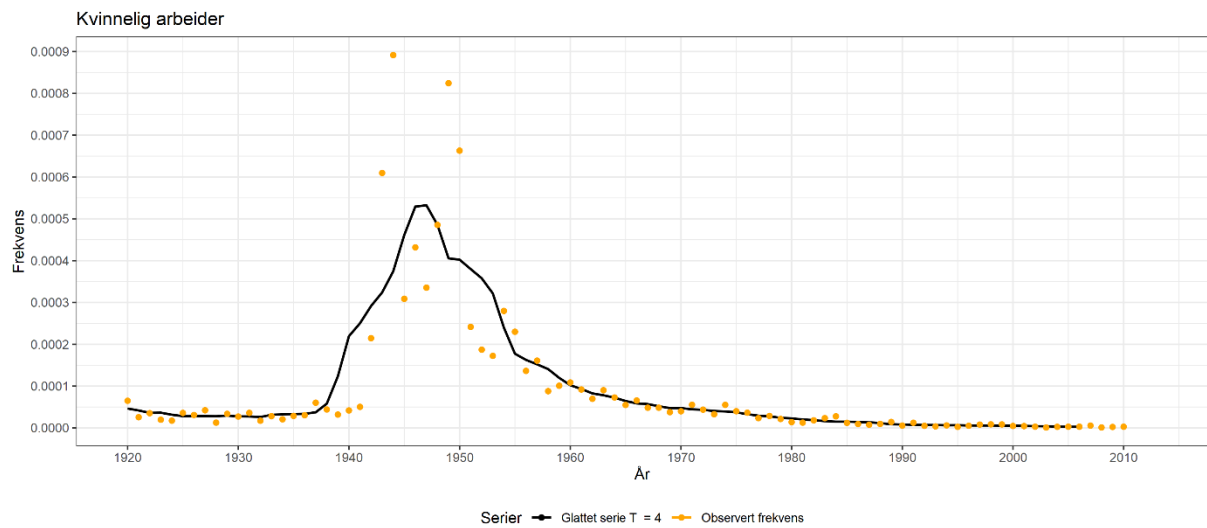 Kvinnelig arbeider
0.0009
0.0008
0.0007
0.0006
0.0005
0.0004
0.0003
0.0002
0.0001
0.0000
Frekvens
1920 1930 1940 1950 1960 1970 1980 1990 2000 2010
År
Serier Glattet serie T = 4 Observert frekvens